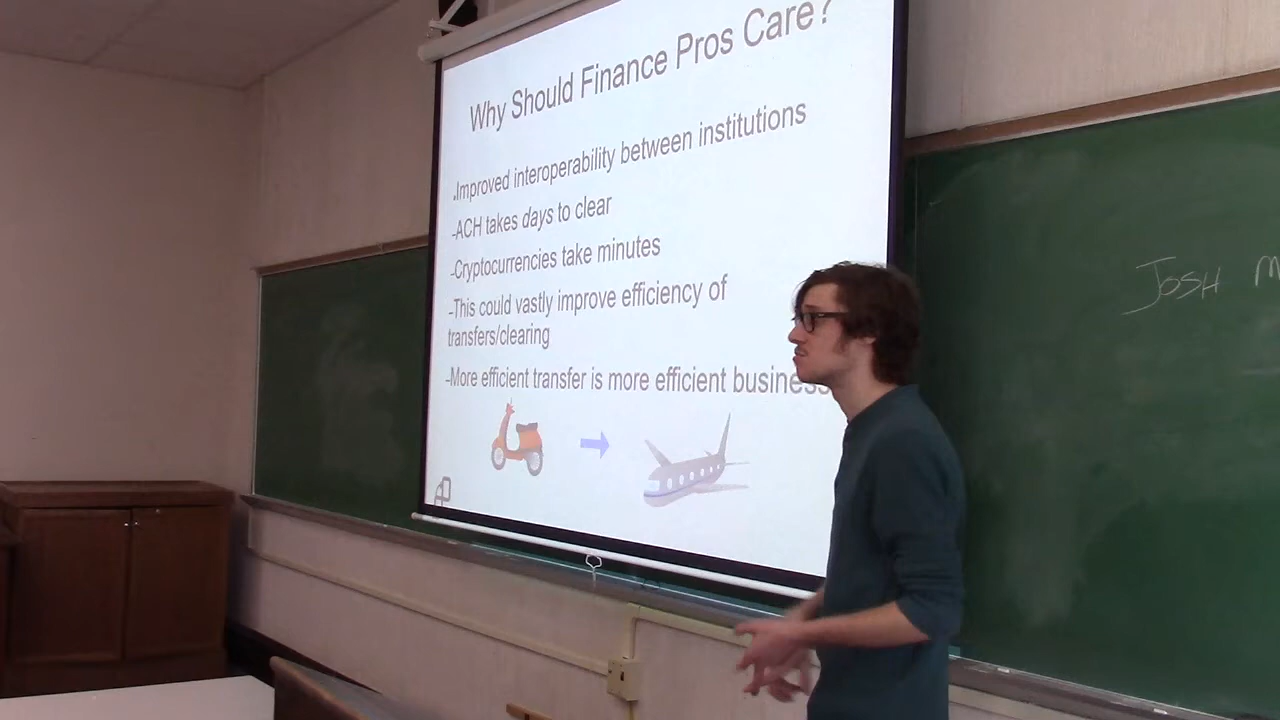 Why Should Finance Pros Care?
.Improved interoperability between institutions
-ACH takes days to clear
-Cryptocurrencies take minutes
-This could vastly improve efficiency of
transfers/clearing
-More efficient transfer is more efficient business
JOSH M